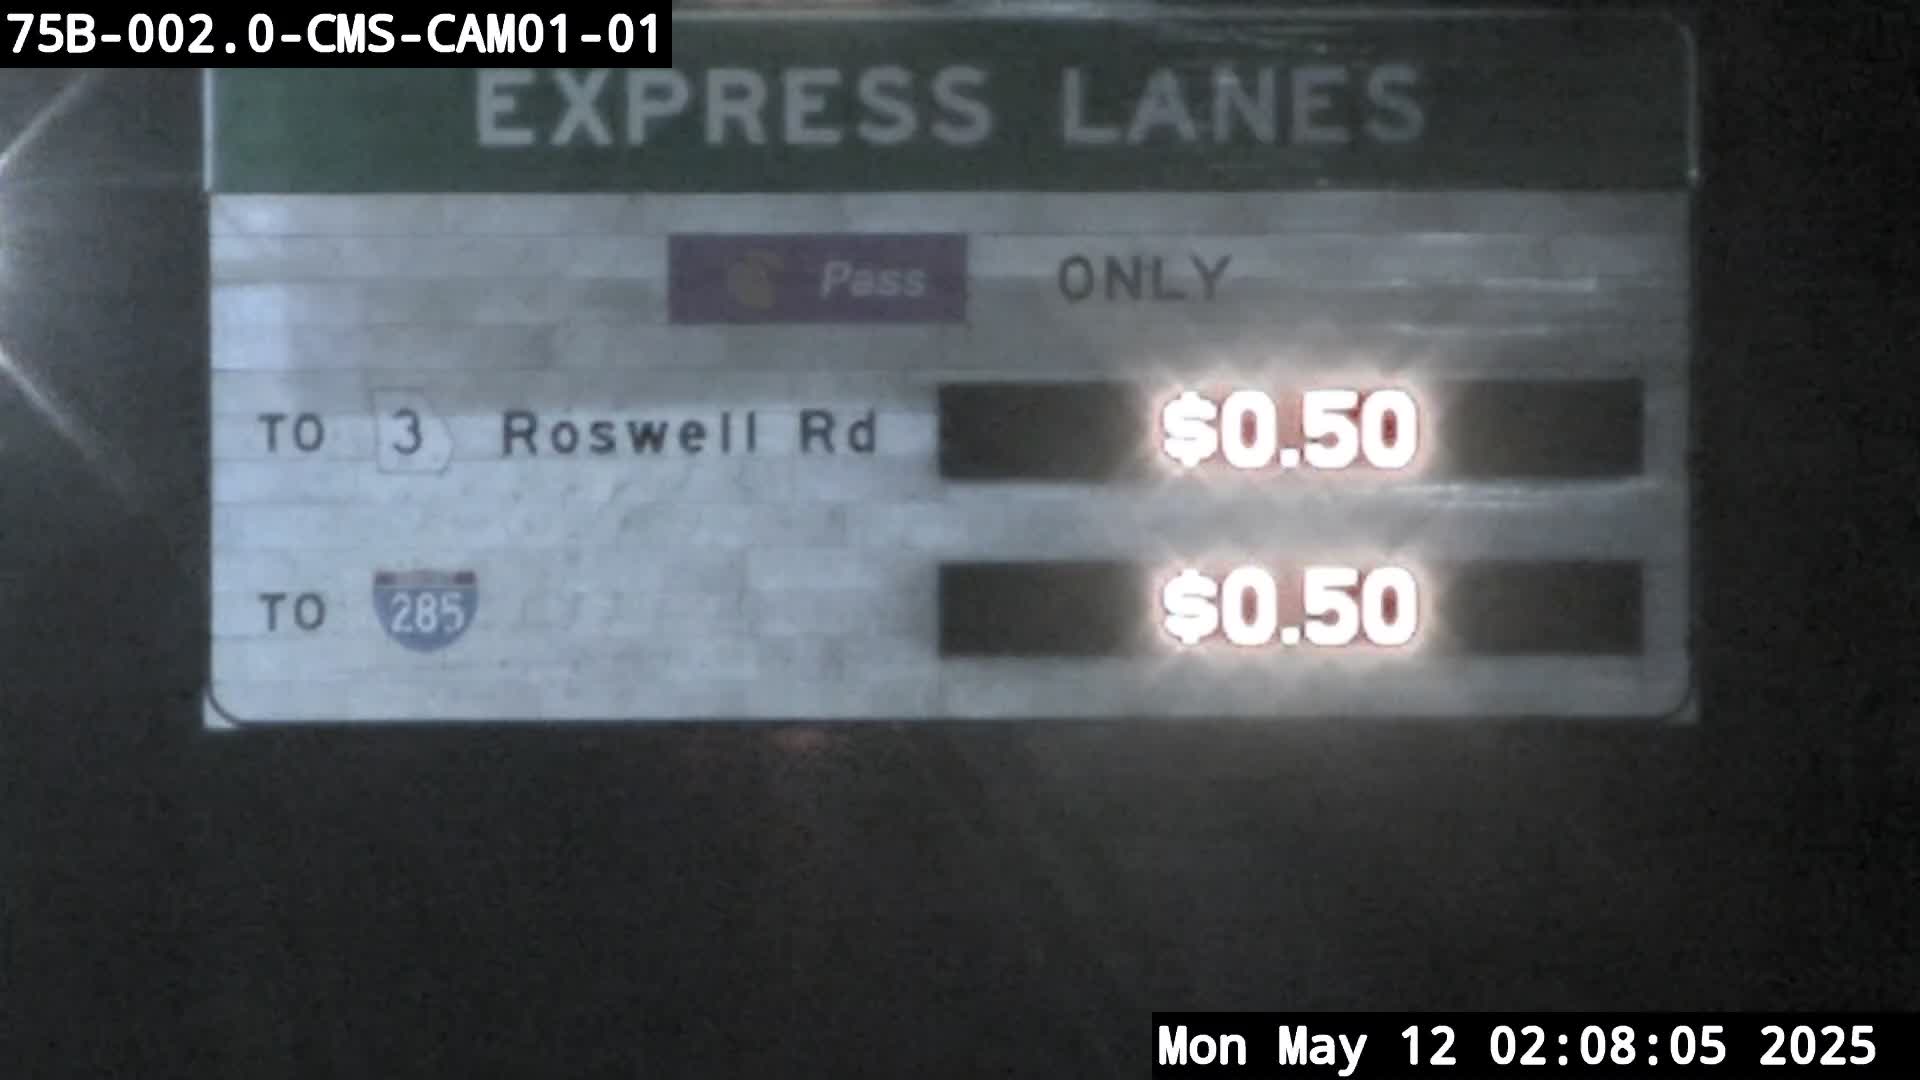 75B-002.0-CMS-CAM01-01
EXPRESS LANES
Pass ONLY
TO 3 Roswell Rd $0.50
TO 285 $0.50
Mon May 12 02:08:05 2025